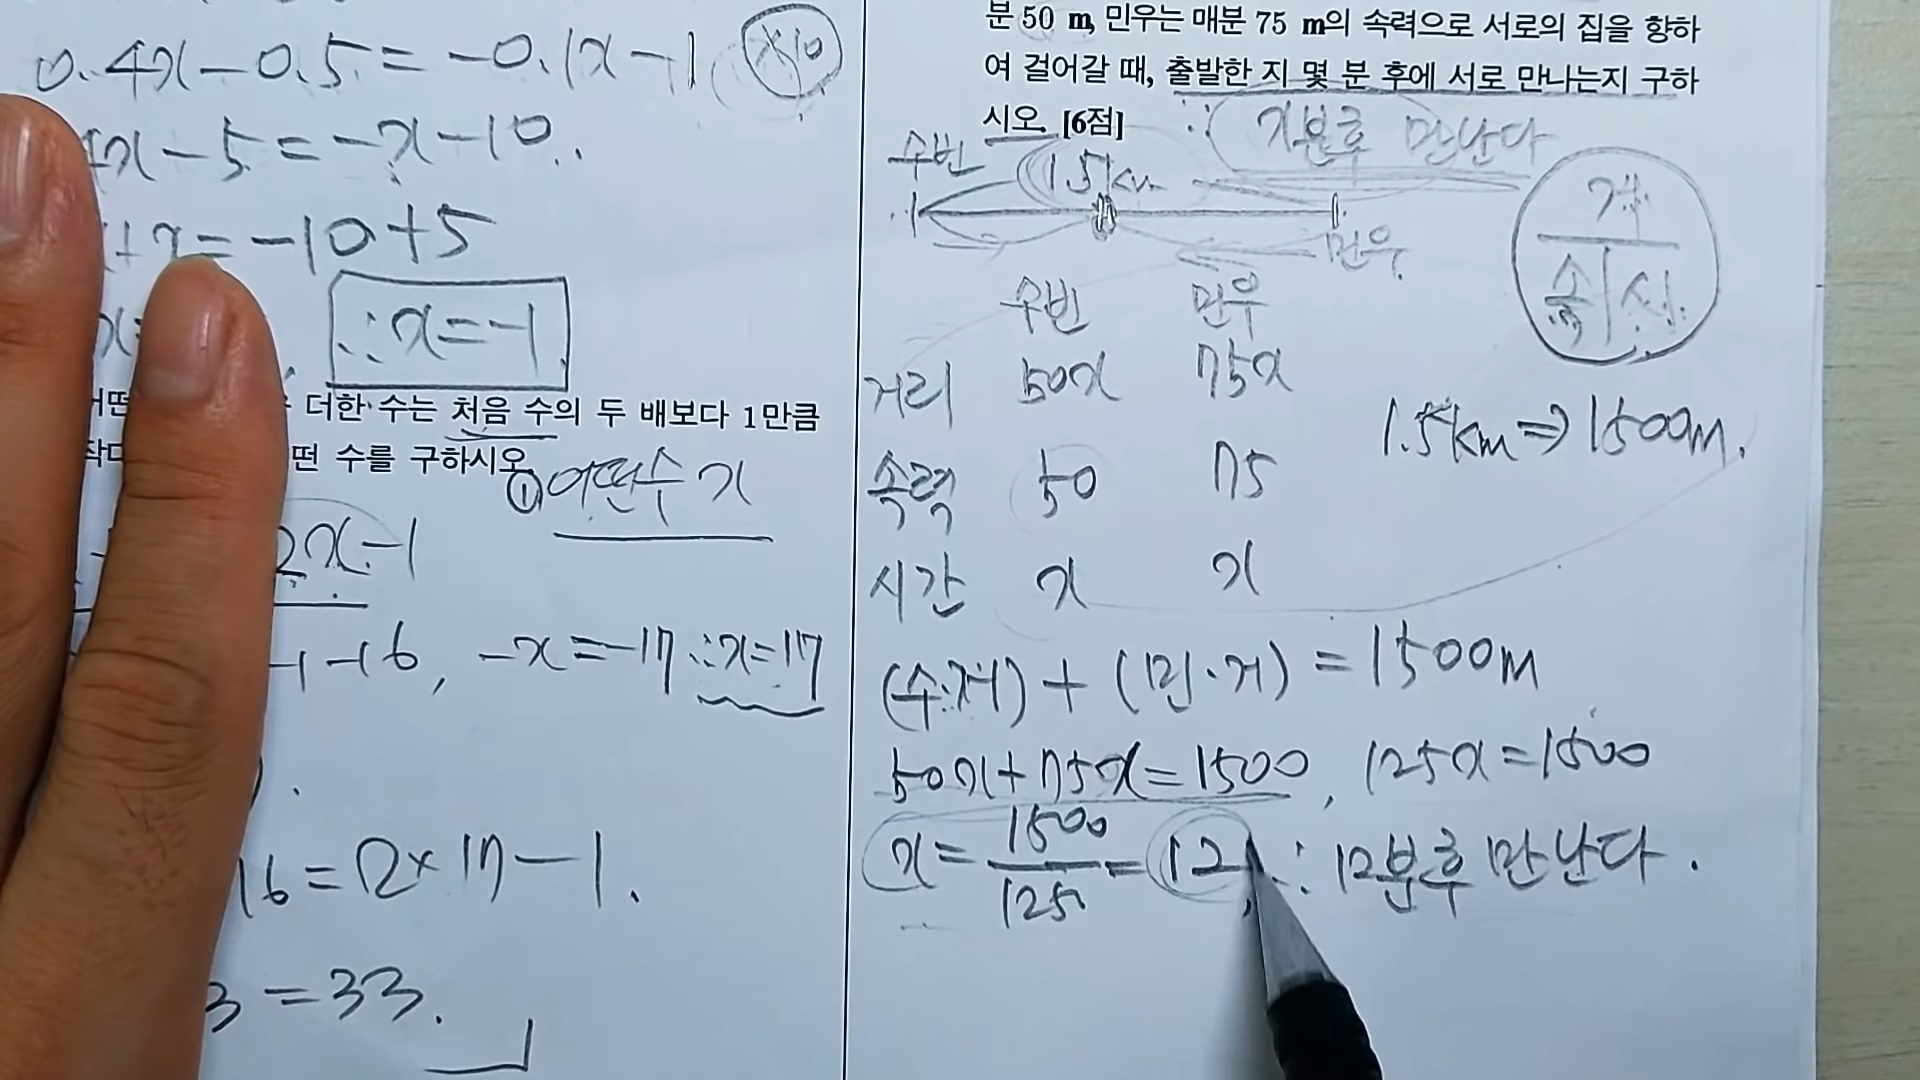 0.4x-0.5=-0.1x-1 ×10
4x-5=-x-10.
+x=-10+5
∴x=-1
더한 수는 처음 수의 두 배보다 1만큼
작다 떤 수를 구하시오.
① 어떤수 x
2x-1
-1-16, -x=-17 ∴x=17
16=2×17-1.
3=33.
분 50 m, 민우는 매분 75 m의 속력으로 서로의 집을 향하
여 걸어갈 때, 출발한 지 몇 분 후에 서로 만나는지 구하
시오. [6점]
x분후 만난다
수빈 1.5km
민우
거
속 시
수빈 민우
거리 50x 75x
1.5km⇒1500m.
속력 50 75
시간 x x
(수·거)+(민·거)=1500m
50x+75x=1500, 125x=1500
x=1500/125=12, ∴12분후 만난다.